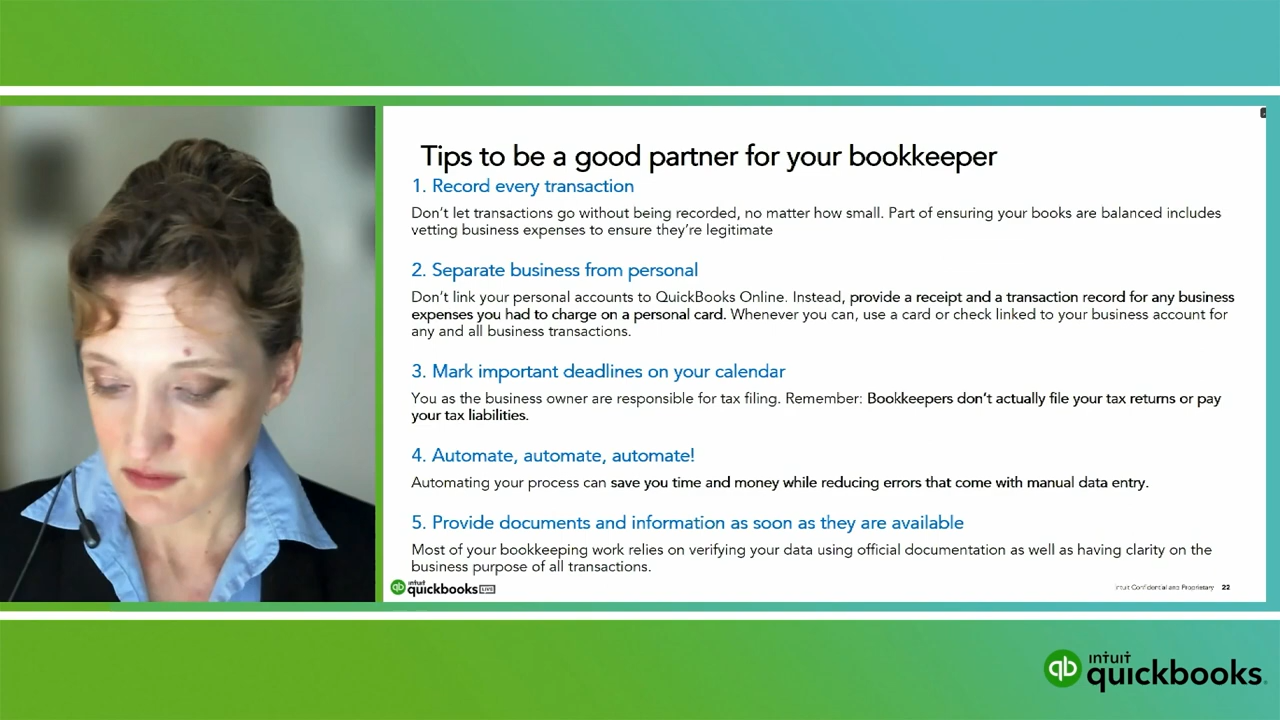 Tips to be a good partner for your bookkeeper
1. Record every transaction
Don't let transactions go without being recorded, no matter how small. Part of ensuring your books are balanced includes
vetting business expenses to ensure they're legitimate
2. Separate business from personal
Don't link your personal accounts to QuickBooks Online. Instead, provide a receipt and a transaction record for any business
expenses you had to charge on a personal card. Whenever you can, use a card or check linked to your business account for
any and all business transactions.
3. Mark important deadlines on your calendar
You as the business owner are responsible for tax filing. Remember: Bookkeepers don't actually file your tax returns or pay
your tax liabilities.
4. Automate, automate, automate!
Automating your process can save you time and money while reducing errors that come with manual data entry.
5. Provide documents and information as soon as they are available
Most of your bookkeeping work relies on verifying your data using official documentation as well as having clarity on the
business purpose of all transactions.
qb intuit quickbooks LIVE
Intuit Confidential and Proprietary 22
qb intuit quickbooks.